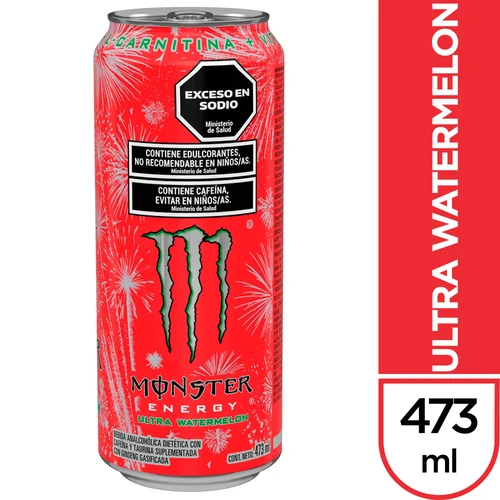 L-CARNITINA +
EXCESO EN
SODIO
Ministerio
de Salud
CONTIENE EDULCORANTES,
NO RECOMENDABLE EN NIÑOS/AS.
Ministerio de Salud
CONTIENE CAFEÍNA,
EVITAR EN NIÑOS/AS.
Ministerio de Salud
MONSTER
ENERGY
ULTRA WATERMELON
BEBIDA ANALCOHÓLICA DIETÉTICA CON
CAFEÍNA Y TAURINA SUPLEMENTADA
CON GINSENG GASIFICADA.
CONT. NETO: 473 ml
ULTRA WATERMELON
473
ml